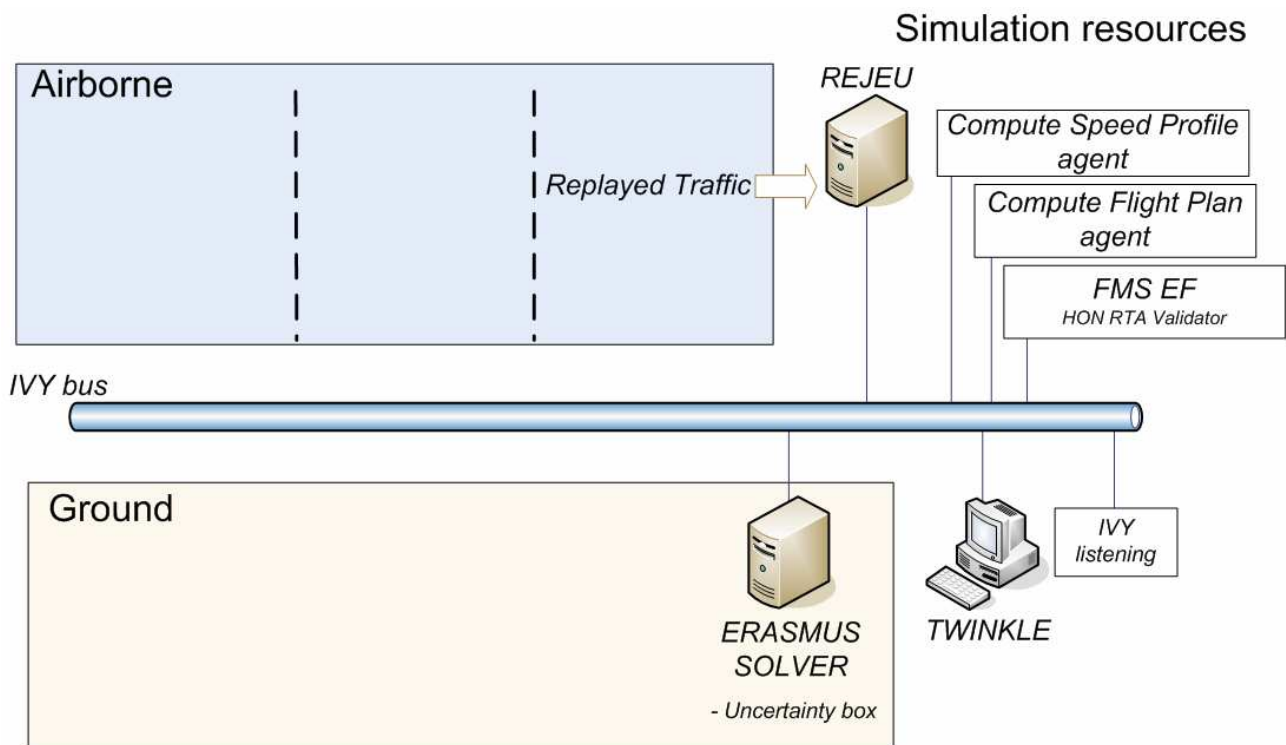 Simulation resources
Airborne
REJEU
Compute Speed Profile
agent
Replayed Traffic
Compute Flight Plan
agent
FMS EF
HON RTA Validator
IVY bus
Ground
IVY
listening
ERASMUS
SOLVER
TWINKLE
- Uncertainty box